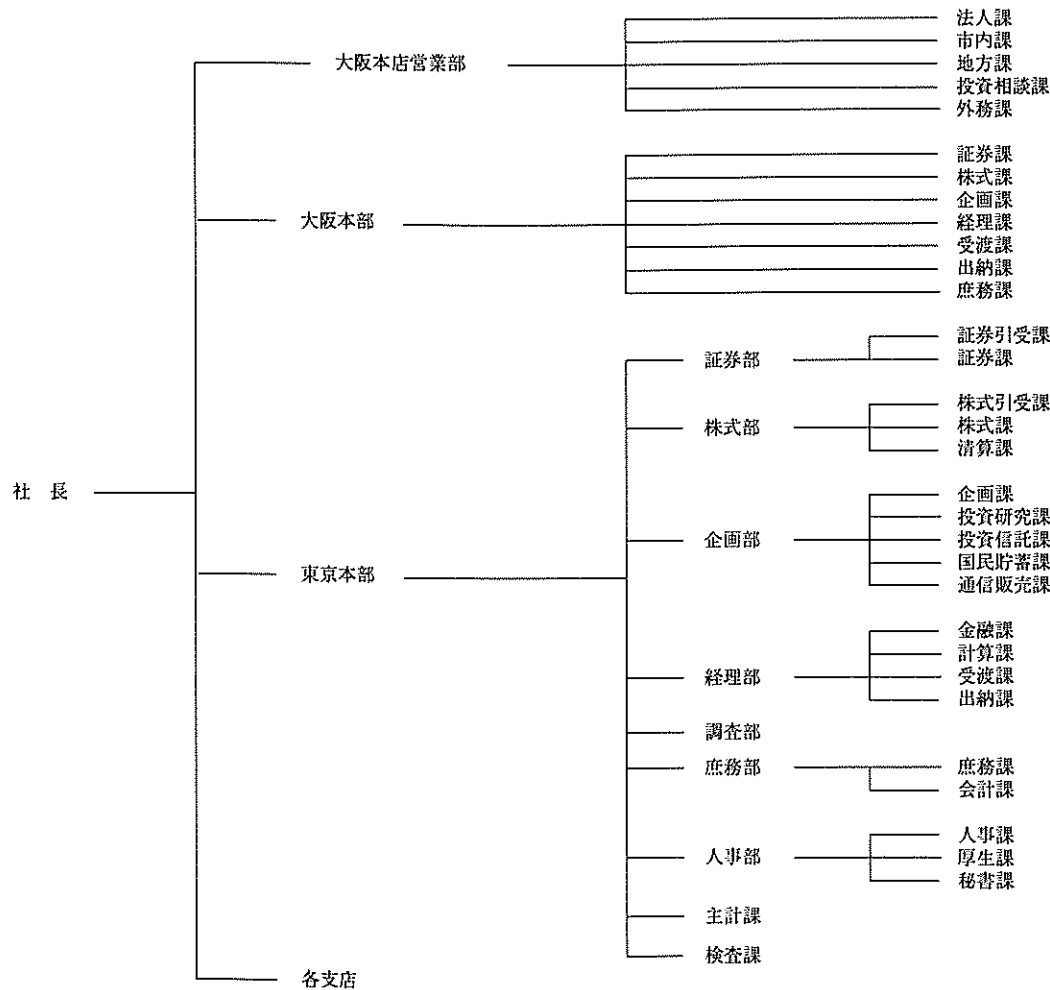 社 長
大阪本店営業部
法人課
市内課
地方課
投資相談課
外務課
大阪本部
証券課
株式課
企画課
経理課
受渡課
出納課
庶務課
東京本部
証券部
証券引受課
証券課
株式部
株式引受課
株式課
清算課
企画部
企画課
投資研究課
投資信託課
国民貯蓄課
通信販売課
経理部
金融課
計算課
受渡課
出納課
調査部
庶務部
庶務課
会計課
人事部
人事課
厚生課
秘書課
主計課
検査課
各支店